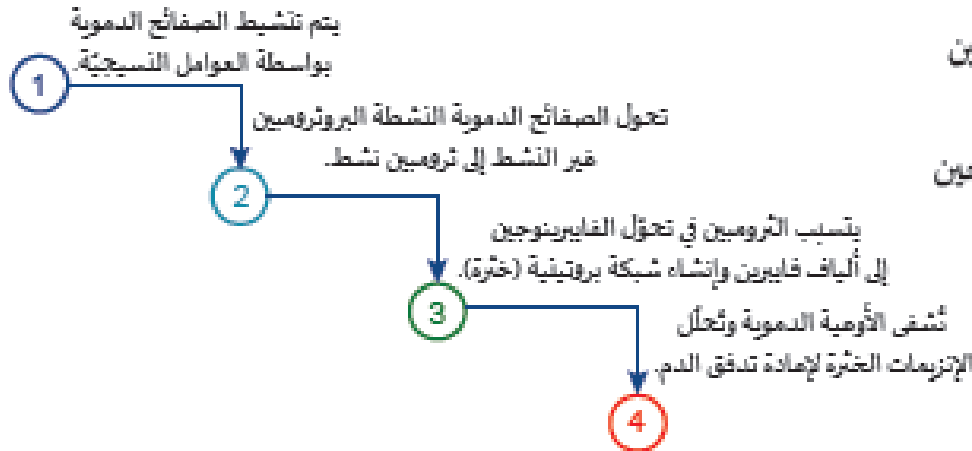 يتم تنشيط الصفائح الدموية
بواسطة العوامل النسيجيّة.
1
تحول الصفائح الدموية النشطة البروثرومبين
غير النشط إلى ثرومبين نشط.
2
يتسبب الثرومبين في تحوّل الفايبرينوجين
إلى ألياف فايبرين وإنشاء شبكة بروتينية (خثرة).
3
تُشفى الأوعية الدموية وتُحلّل
الإنزيمات الخثرة لإعادة تدفق الدم.
4